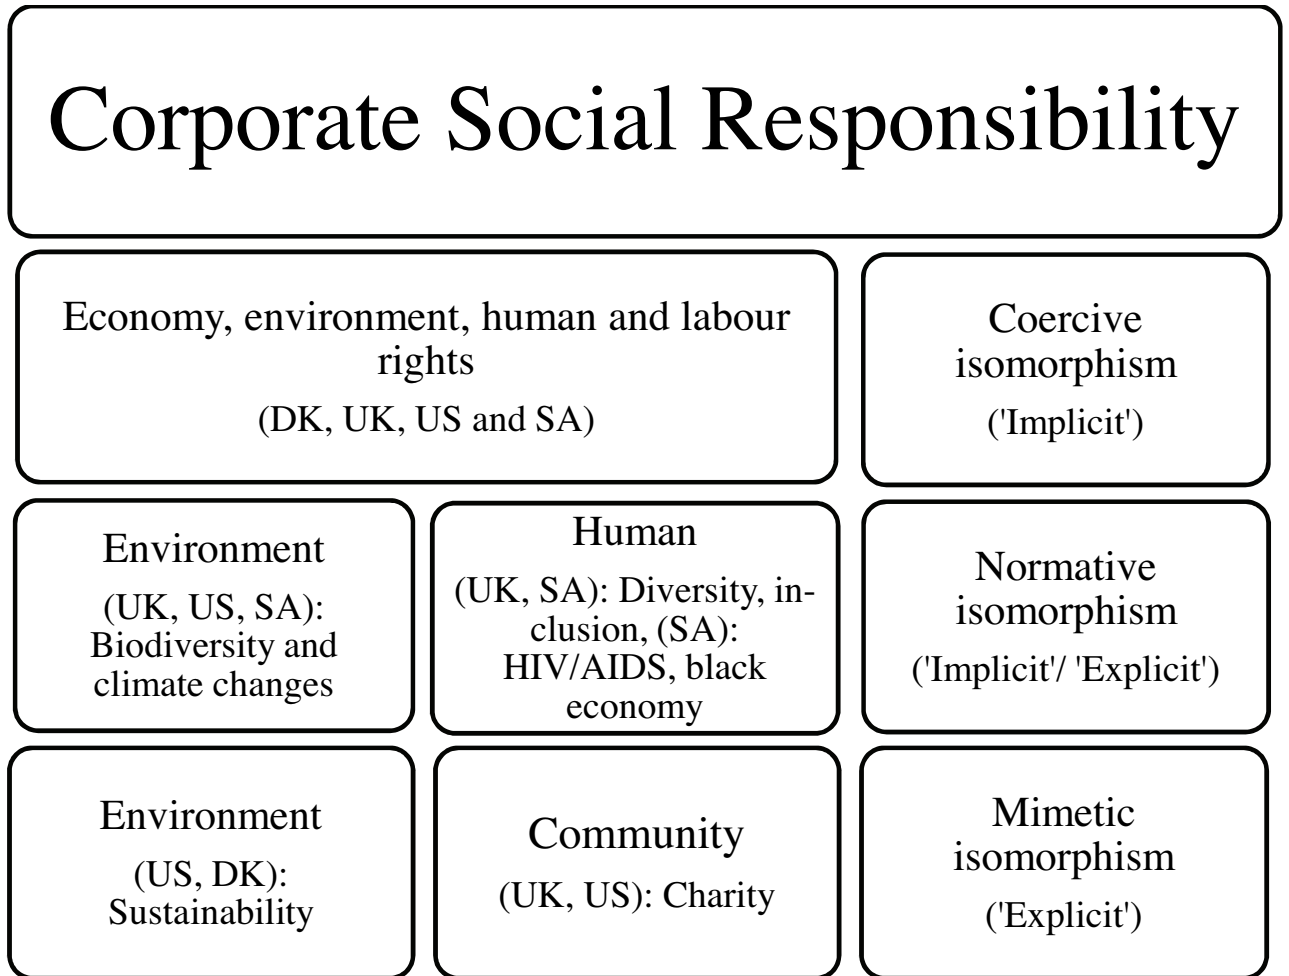 Corporate Social Responsibility
Economy, environment, human and labour
rights
(DK, UK, US and SA)
Coercive
isomorphism
('Implicit')
Environment
(UK, US, SA):
Biodiversity and
climate changes
Human
(UK, SA): Diversity, in-
clusion, (SA):
HIV/AIDS, black
economy
Normative
isomorphism
('Implicit'/ 'Explicit')
Environment
(US, DK):
Sustainability
Community
(UK, US): Charity
Mimetic
isomorphism
('Explicit')